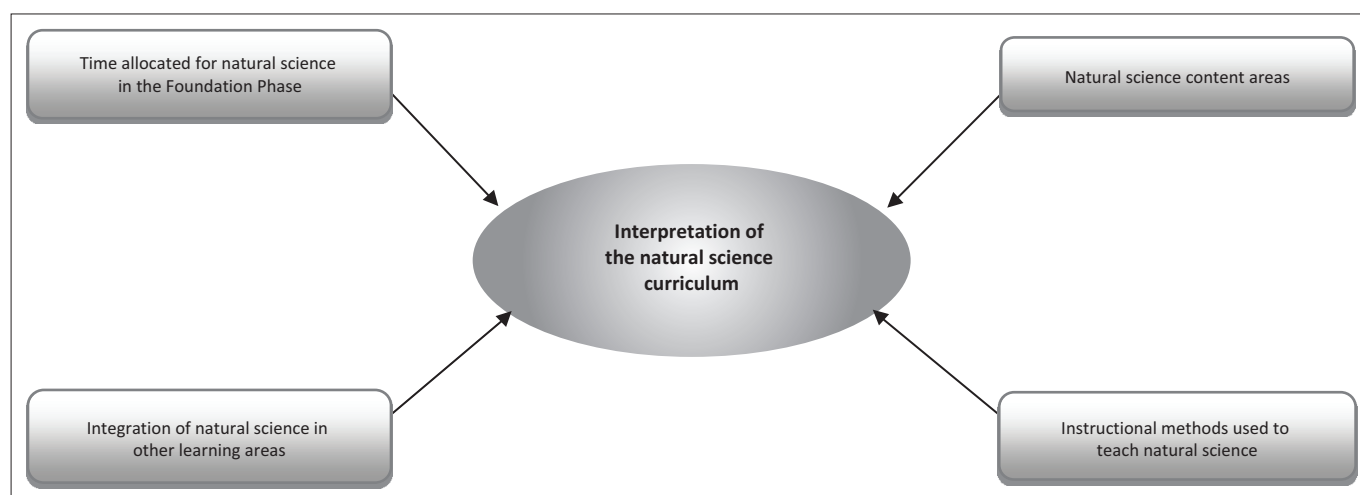 Time allocated for natural science
in the Foundation Phase
Natural science content areas
Interpretation of
the natural science
curriculum
Integration of natural science in
other learning areas
Instructional methods used to
teach natural science